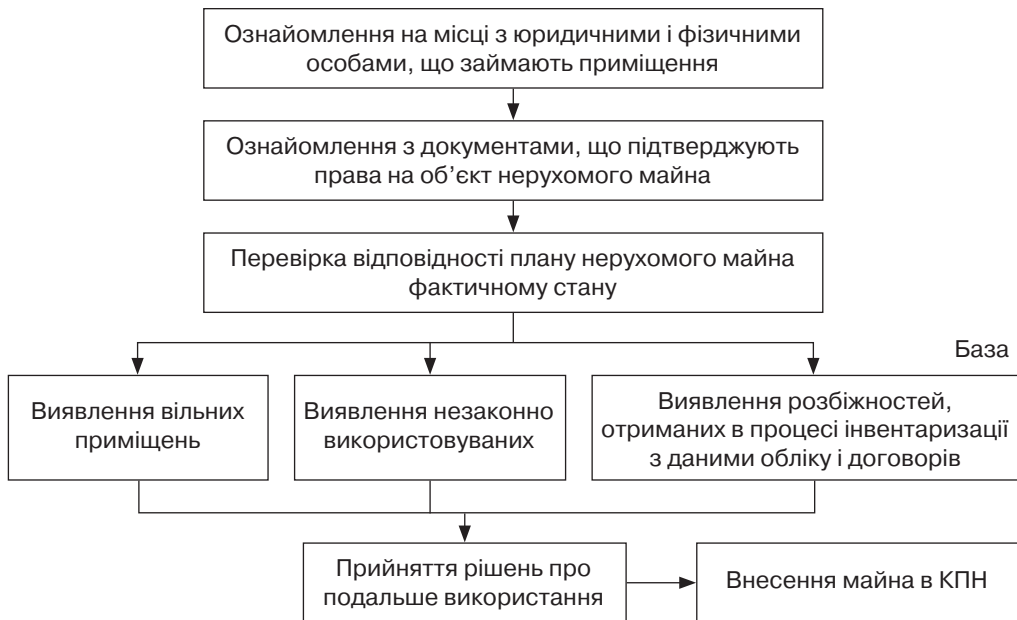 Ознайомлення на місці з юридичними і фізичними
особами, що займають приміщення
Ознайомлення з документами, що підтверджують
права на об’єкт нерухомого майна
Перевірка відповідності плану нерухомого майна
фактичному стану
База
Виявлення вільних
приміщень
Виявлення незаконно
використовуваних
Виявлення розбіжностей,
отриманих в процесі інвентаризації
з даними обліку і договорів
Прийняття рішень про
подальше використання
Внесення майна в КПН